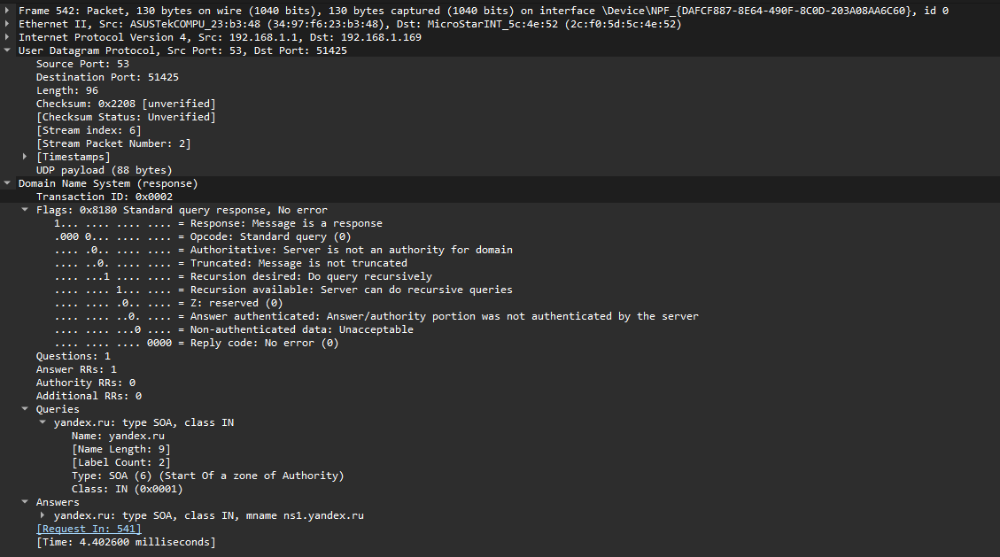 Frame 542: Packet, 130 bytes on wire (1040 bits), 130 bytes captured (1040 bits) on interface \Device\NPF_{DAFCF887-8E64-490F-8C0D-203A08AA6C60}, id 0
Ethernet II, Src: ASUSTekCOMPU_23:b3:48 (34:97:f6:23:b3:48), Dst: MicroStarINT_5c:4e:52 (2c:f0:5d:5c:4e:52)
Internet Protocol Version 4, Src: 192.168.1.1, Dst: 192.168.1.169
User Datagram Protocol, Src Port: 53, Dst Port: 51425
Source Port: 53
Destination Port: 51425
Length: 96
Checksum: 0x2208 [unverified]
[Checksum Status: Unverified]
[Stream index: 6]
[Stream Packet Number: 2]
[Timestamps]
UDP payload (88 bytes)
Domain Name System (response)
Transaction ID: 0x0002
Flags: 0x8180 Standard query response, No error
1... .... .... .... = Response: Message is a response
.000 0... .... .... = Opcode: Standard query (0)
.... .0.. .... .... = Authoritative: Server is not an authority for domain
.... ..0. .... .... = Truncated: Message is not truncated
.... ...1 .... .... = Recursion desired: Do query recursively
.... .... 1... .... = Recursion available: Server can do recursive queries
.... .... .0.. .... = Z: reserved (0)
.... .... ..0. .... = Answer authenticated: Answer/authority portion was not authenticated by the server
.... .... ...0 .... = Non-authenticated data: Unacceptable
.... .... .... 0000 = Reply code: No error (0)
Questions: 1
Answer RRs: 1
Authority RRs: 0
Additional RRs: 0
Queries
yandex.ru: type SOA, class IN
Name: yandex.ru
[Name Length: 9]
[Label Count: 2]
Type: SOA (6) (Start Of a zone of Authority)
Class: IN (0x0001)
Answers
yandex.ru: type SOA, class IN, mname ns1.yandex.ru
[Request In: 541]
[Time: 4.402600 milliseconds]